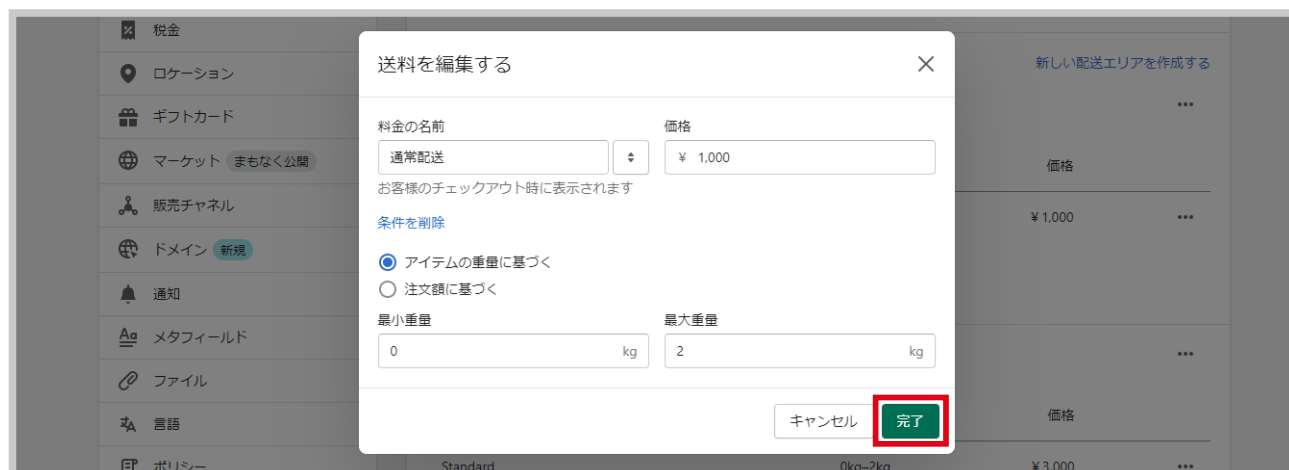 税金
ロケーション
ギフトカード
マーケット まもなく公開
販売チャネル
ドメイン 新規
通知
メタフィールド
ファイル
言語
ポリシー
送料を編集する
料金の名前
通常配送
価格
¥ 1,000
お客様のチェックアウト時に表示されます
条件を削除
アイテムの重量に基づく
注文額に基づく
最小重量
0 kg
最大重量
2 kg
キャンセル
完了
新しい配送エリアを作成する
価格
¥1,000
価格
Standard 0kg–2kg ¥3,000